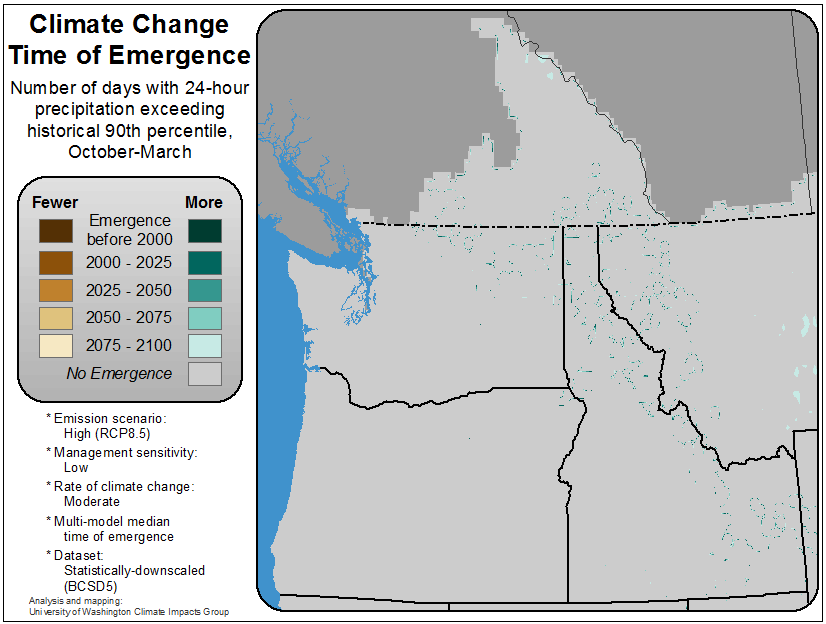 Climate Change
Time of Emergence
Number of days with 24-hour
precipitation exceeding
historical 90th percentile,
October-March
Fewer More
Emergence
before 2000
2000 - 2025
2025 - 2050
2050 - 2075
2075 - 2100
No Emergence
* Emission scenario:
High (RCP8.5)
* Management sensitivity:
Low
* Rate of climate change:
Moderate
* Multi-model median
time of emergence
* Dataset:
Statistically-downscaled
(BCSD5)
Analysis and mapping:
University of Washington Climate Impacts Group